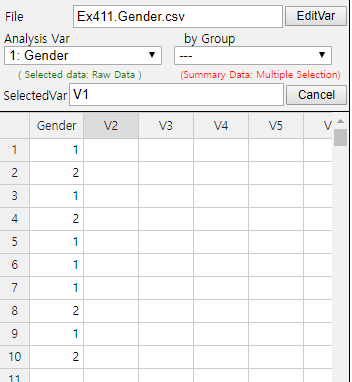 File Ex411.Gender.csv EditVar
Analysis Var by Group
1: Gender ---
( Selected data: Raw Data ) (Summary Data: Multiple Selection)
SelectedVar V1 Cancel
Gender V2 V3 V4 V5 V
1 1
2 2
3 1
4 2
5 1
6 1
7 1
8 2
9 1
10 2
11